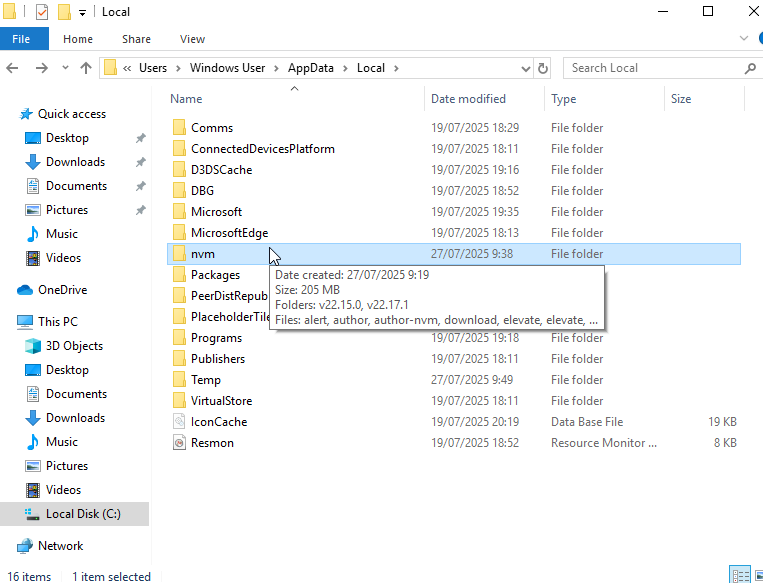 Local
File
Home
Share
View
« Users › Windows User › AppData › Local ›
Search Local
Name
Date modified
Type
Size
Quick access
Desktop
Downloads
Documents
Pictures
Music
Videos
OneDrive
This PC
3D Objects
Desktop
Documents
Downloads
Music
Pictures
Videos
Local Disk (C:)
Network
Comms 19/07/2025 18:29 File folder
ConnectedDevicesPlatform 19/07/2025 18:11 File folder
D3DSCache 19/07/2025 19:16 File folder
DBG 19/07/2025 18:52 File folder
Microsoft 19/07/2025 19:35 File folder
MicrosoftEdge 19/07/2025 18:13 File folder
nvm 27/07/2025 9:38 File folder
Packages
PeerDistRepub
PlaceholderTile
Date created: 27/07/2025 9:19
Size: 205 MB
Folders: v22.15.0, v22.17.1
Files: alert, author, author-nvm, download, elevate, elevate, ...
Programs 19/07/2025 19:18 File folder
Publishers 19/07/2025 18:11 File folder
Temp 27/07/2025 9:49 File folder
VirtualStore 19/07/2025 18:11 File folder
IconCache 19/07/2025 20:19 Data Base File 19 KB
Resmon 19/07/2025 18:52 Resource Monitor ... 8 KB
16 items
1 item selected